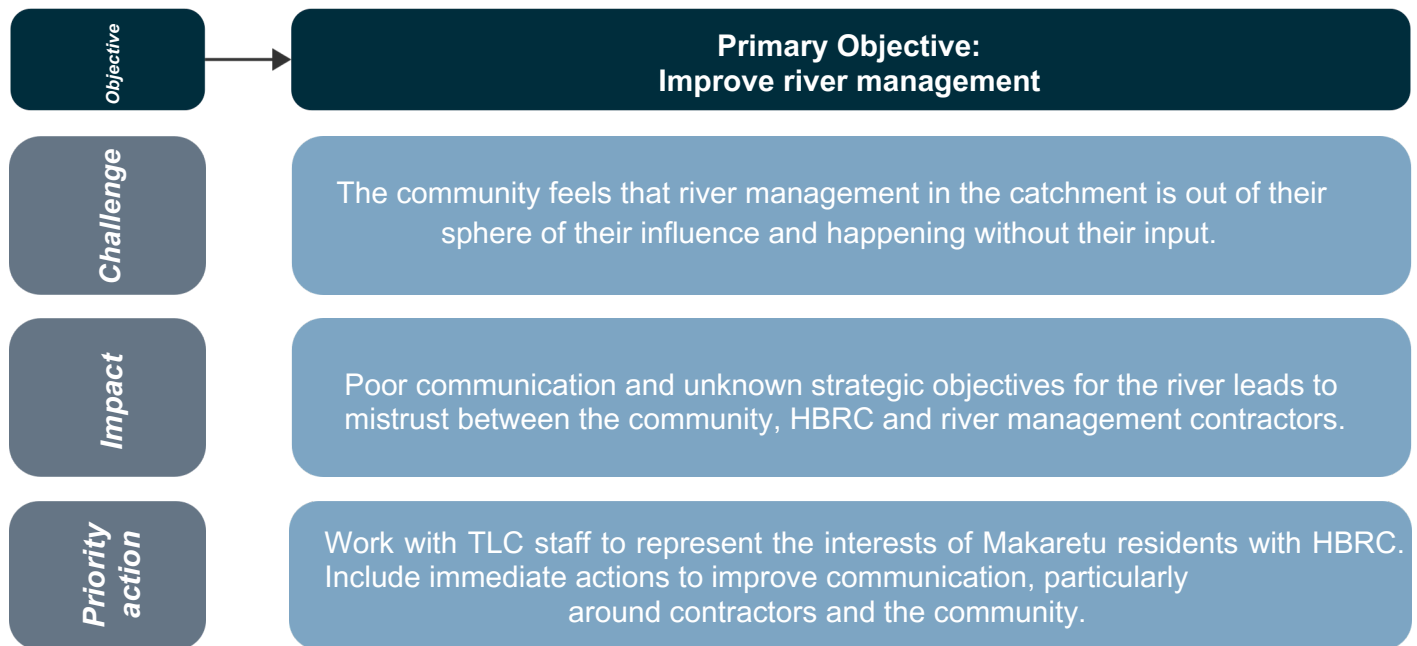 Objective
Primary Objective:
Improve river management
Challenge
The community feels that river management in the catchment is out of their
sphere of their influence and happening without their input.
Impact
Poor communication and unknown strategic objectives for the river leads to
mistrust between the community, HBRC and river management contractors.
Priority
action
Work with TLC staff to represent the interests of Makaretu residents with HBRC.
Include immediate actions to improve communication, particularly
around contractors and the community.